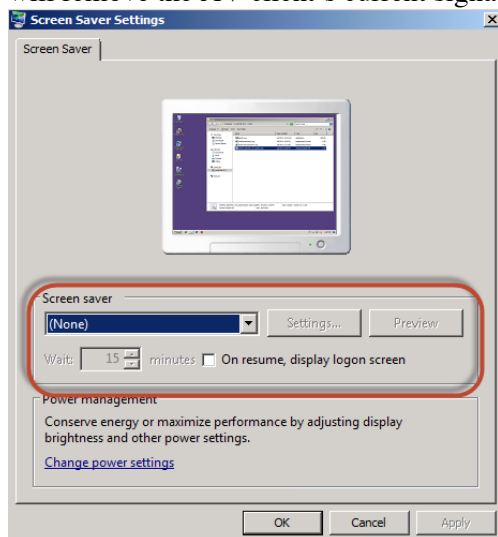 Screen Saver Settings
Screen Saver
Screen saver
(None)
Settings...
Preview
Wait: 15 minutes
On resume, display logon screen
Power management
Conserve energy or maximize performance by adjusting display
brightness and other power settings.
Change power settings
OK
Cancel
Apply